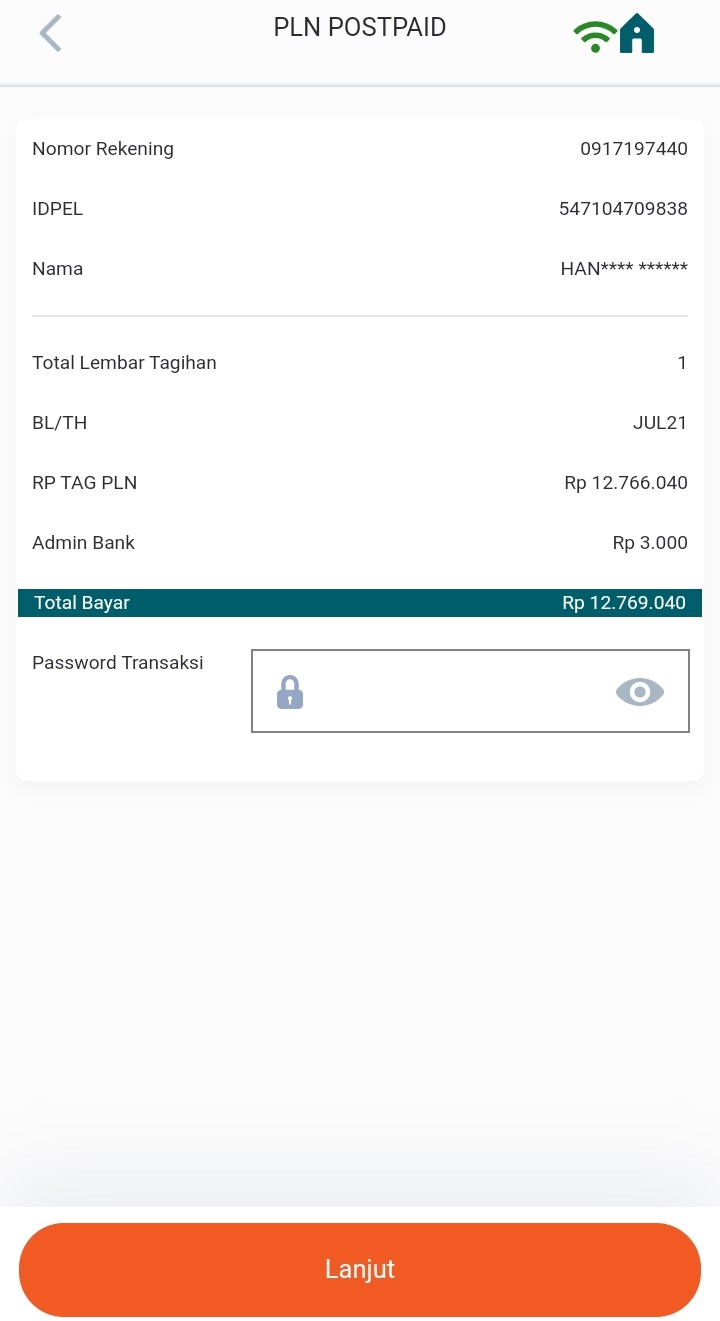 PLN POSTPAID
Nomor Rekening 0917197440
IDPEL 547104709838
Nama HAN**** ******
Total Lembar Tagihan 1
BL/TH JUL21
RP TAG PLN Rp 12.766.040
Admin Bank Rp 3.000
Total Bayar Rp 12.769.040
Password Transaksi
Lanjut